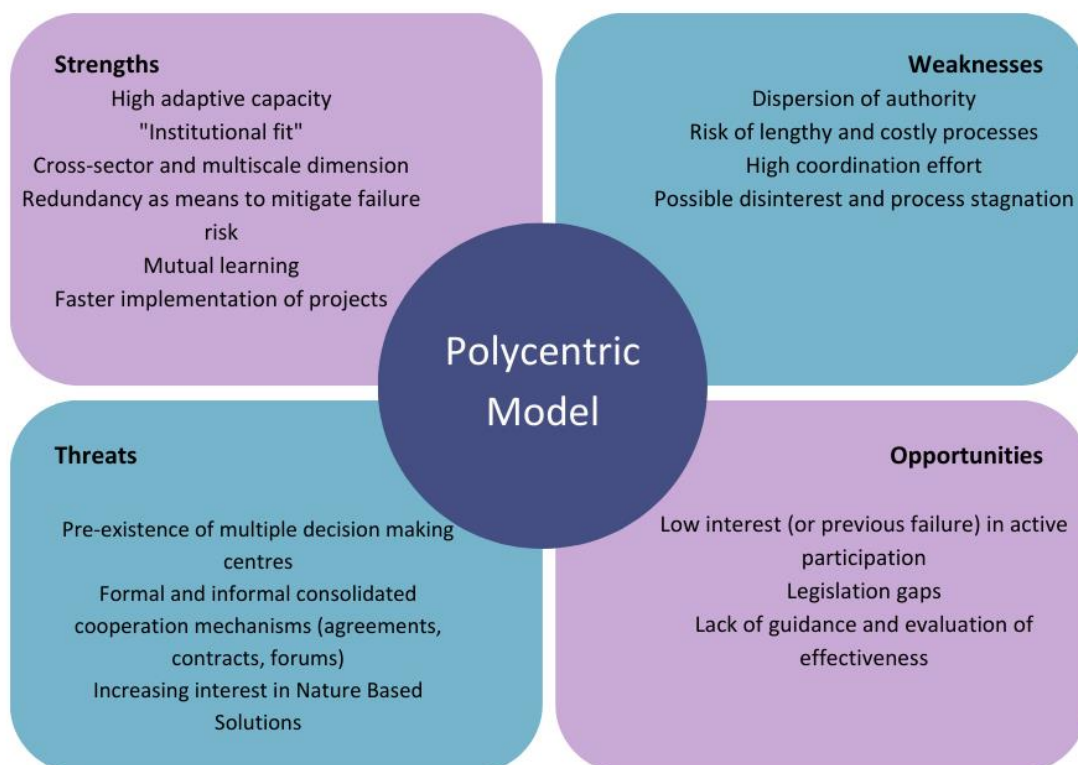 Strengths
High adaptive capacity
"Institutional fit"
Cross-sector and multiscale dimension
Redundancy as means to mitigate failure
risk
Mutual learning
Faster implementation of projects
Weaknesses
Dispersion of authority
Risk of lengthy and costly processes
High coordination effort
Possible disinterest and process stagnation
Polycentric
Model
Threats
Pre-existence of multiple decision making
centres
Formal and informal consolidated
cooperation mechanisms (agreements,
contracts, forums)
Increasing interest in Nature Based
Solutions
Opportunities
Low interest (or previous failure) in active
participation
Legislation gaps
Lack of guidance and evaluation of
effectiveness